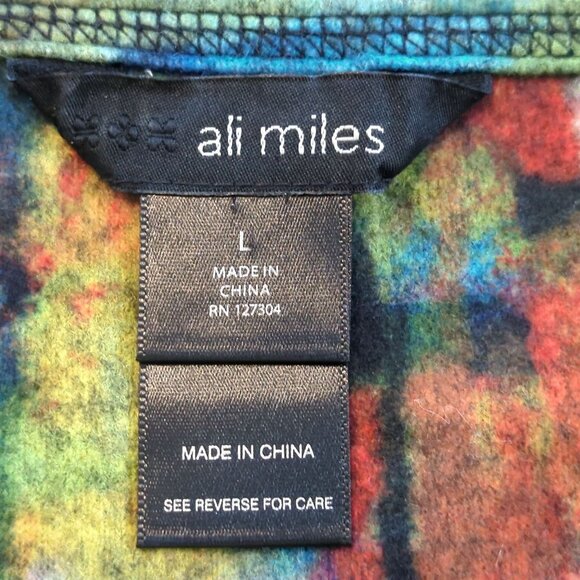 ali miles
L
MADE IN
CHINA
RN 127304
MADE IN CHINA
SEE REVERSE FOR CARE